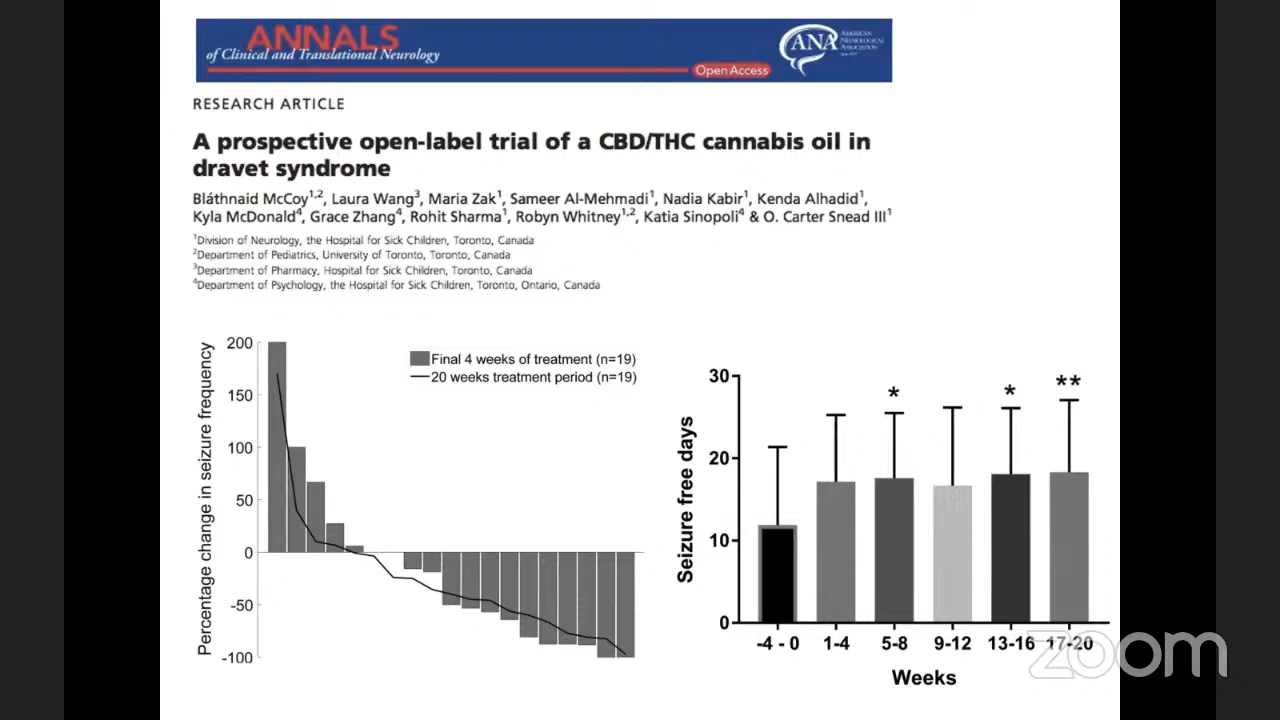 ANNALS
of Clinical and Translational Neurology
Open Access
ANA
AMERICAN
NEUROLOGICAL
ASSOCIATION
RESEARCH ARTICLE
A prospective open-label trial of a CBD/THC cannabis oil in
dravet syndrome
Bláthnaid McCoy1,2, Laura Wang3, Maria Zak1, Sameer Al-Mehmadi1, Nadia Kabir1, Kenda Alhadid1,
Kyla McDonald4, Grace Zhang4, Rohit Sharma1, Robyn Whitney1,2, Katia Sinopoli4 & O. Carter Snead III1
1Division of Neurology, the Hospital for Sick Children, Toronto, Canada
2Department of Pediatrics, University of Toronto, Toronto, Canada
3Department of Pharmacy, Hospital for Sick Children, Toronto, Canada
4Department of Psychology, the Hospital for Sick Children, Toronto, Ontario, Canada
Percentage change in seizure frequency
200
150
100
50
0
-50
-100
Final 4 weeks of treatment (n=19)
20 weeks treatment period (n=19)
Seizure free days
30
20
10
0
*
*
**
-4 - 0 1-4 5-8 9-12 13-16 17-20
Weeks
zoom